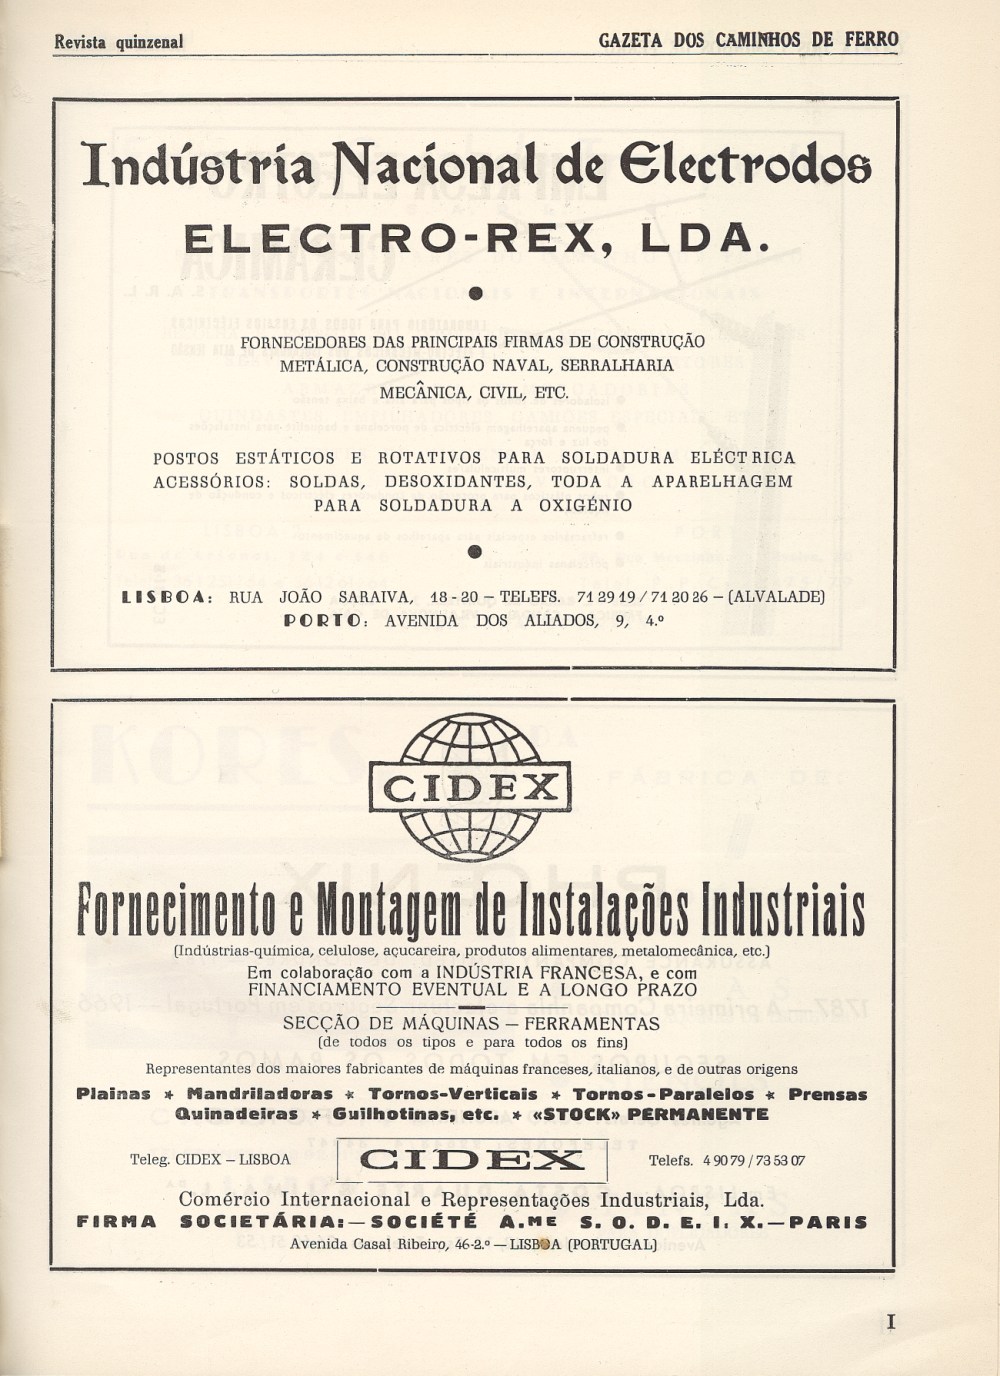 Revista quinzenal
GAZETA DOS CAMINHOS DE FERRO
Indústria Nacional de Electrodos
ELECTRO-REX, LDA.
FORNECEDORES DAS PRINCIPAIS FIRMAS DE CONSTRUÇÃO
METÁLICA, CONSTRUÇÃO NAVAL, SERRALHARIA
MECÂNICA, CIVIL, ETC.
POSTOS ESTÁTICOS E ROTATIVOS PARA SOLDADURA ELÉCTRICA
ACESSÓRIOS: SOLDAS, DESOXIDANTES, TODA A APARELHAGEM
PARA SOLDADURA A OXIGÉNIO
LISBOA: RUA JOÃO SARAIVA, 18-20 – TELEFS. 71 29 19 / 71 20 26 – (ALVALADE)
PORTO: AVENIDA DOS ALIADOS, 9, 4.º
CIDEX
Fornecimento e Montagem de Instalações Industriais
(Indústrias-química, celulose, açucareira, produtos alimentares, metalomecânica, etc.)
Em colaboração com a INDÚSTRIA FRANCESA, e com
FINANCIAMENTO EVENTUAL E A LONGO PRAZO
SECÇÃO DE MÁQUINAS – FERRAMENTAS
(de todos os tipos e para todos os fins)
Representantes dos maiores fabricantes de máquinas franceses, italianos, e de outras origens
Plainas * Mandriladoras * Tornos-Verticais * Tornos-Paralelos * Prensas
Quinadeiras * Guilhotinas, etc. * «STOCK» PERMANENTE
Teleg. CIDEX – LISBOA
CIDEX
Telefs. 4 90 79 / 73 53 07
Comércio Internacional e Representações Industriais, Lda.
FIRMA SOCIETÁRIA:—SOCIÉTÉ A.ME S. O. D. E. I. X.—PARIS
Avenida Casal Ribeiro, 46-2.º — LISBOA (PORTUGAL)
I